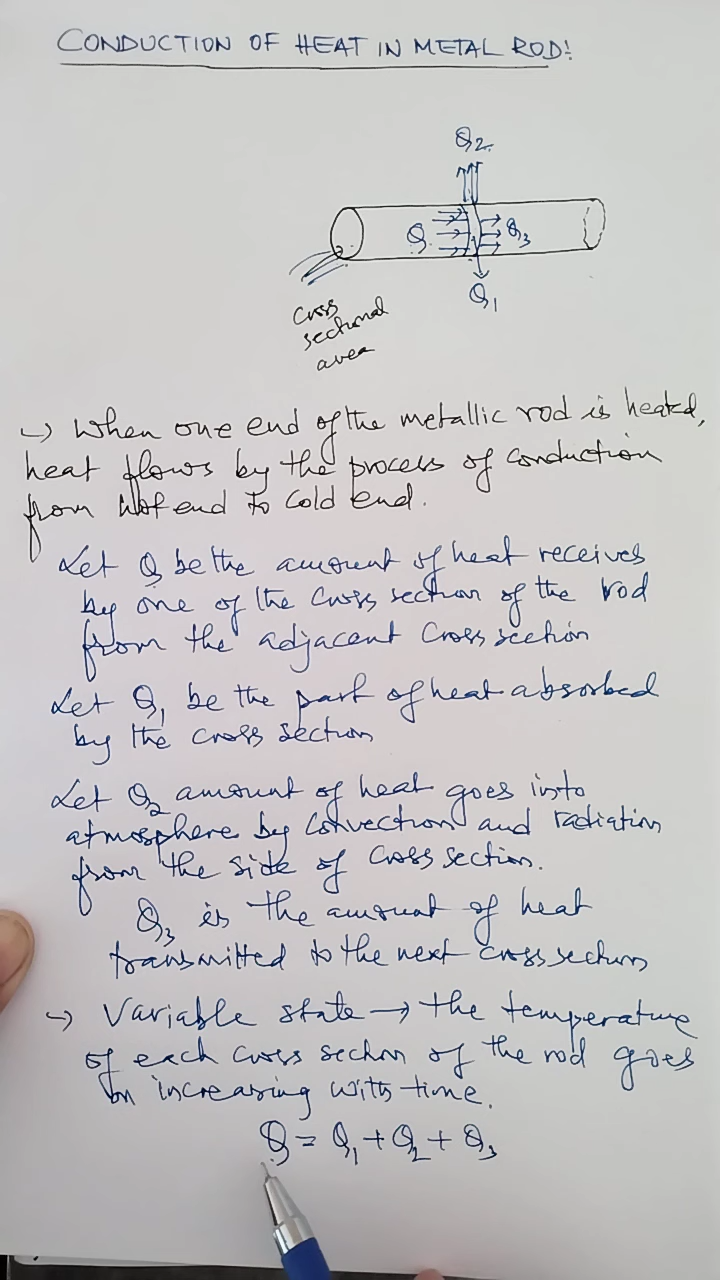 CONDUCTION OF HEAT IN METAL ROD!
Q2
Q Q3
Q1
Cross
sectional
area
↪ When one end of the metallic rod is heated,
heat flows by the process of conduction
from hot end to cold end.
Let Q be the amount of heat receives
by one of the cross section of the rod
from the adjacent cross section
Let Q1 be the part of heat absorbed
by the cross section
Let Q2 amount of heat goes into
atmosphere by convection and radiation
from the side of cross section.
Q3 is the amount of heat
transmitted to the next cross section
↪ Variable state → the temperature
of each cross section of the rod goes
on increasing with time.
Q = Q1 + Q2 + Q3